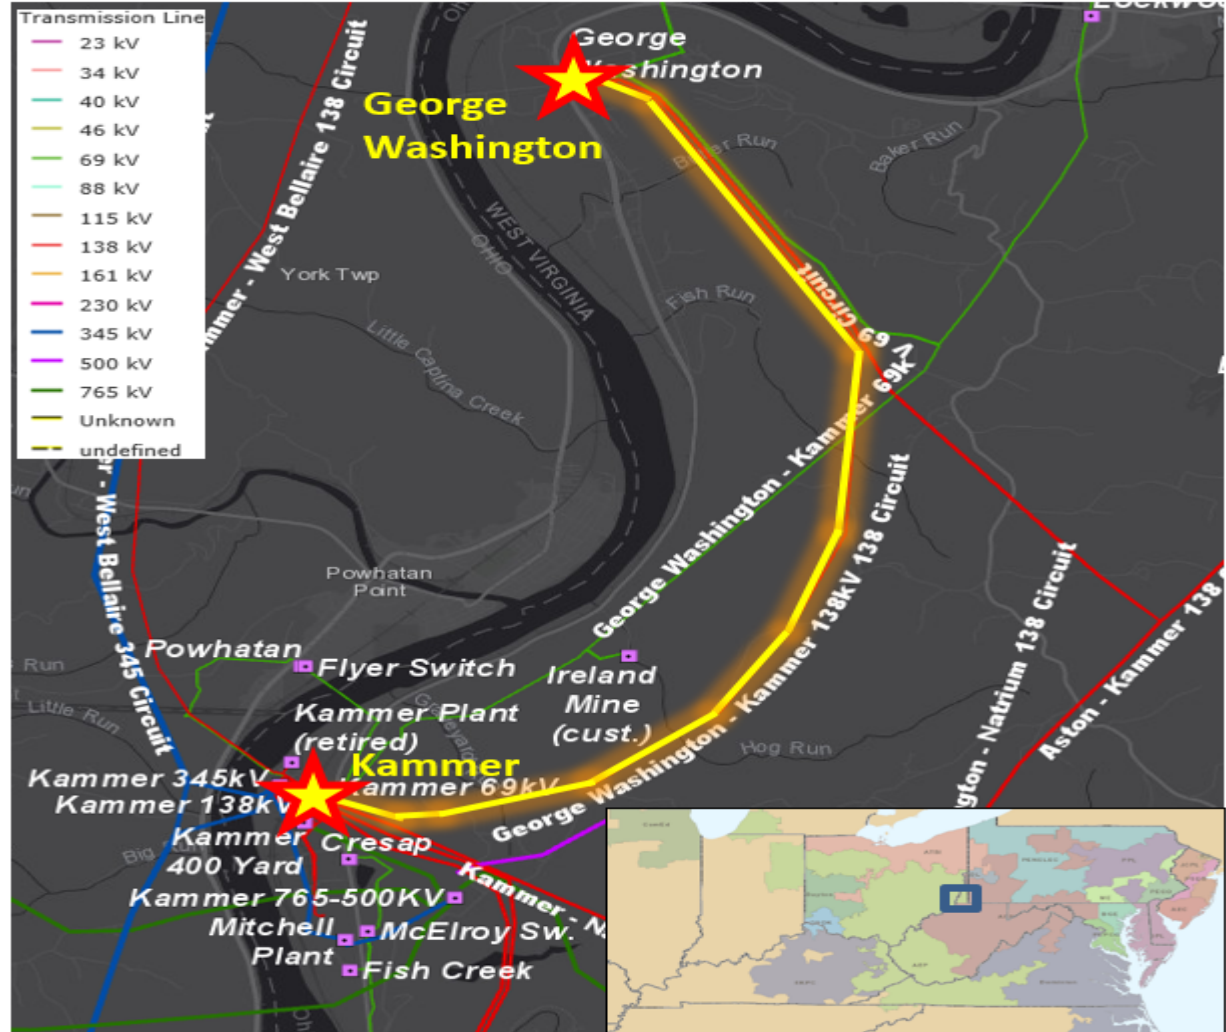 Transmission Line
23 kV
34 kV
40 kV
46 kV
69 kV
88 kV
115 kV
138 kV
161 kV
230 kV
345 kV
500 kV
765 kV
Unknown
undefined
George
Washington
George
Washington
West Bellaire 138 Circuit
Baker Run
WEST VIRGINIA
OHIO
York Twp
Fish Run
Circuit
Little Captina Creek
George Washington - Kammer 69k
V 69
West Bellaire 345 Circuit
Powhatan
Point
George Washington - Kammer 138kV 138 Circuit
Natrium 138 Circuit
Aston - Kammer 138
Powhatan
Flyer Switch
Ireland
Mine
(cust.)
Little Run
Kammer Plant
(retired)
Hog Run
Kammer
Kammer 345kV
Kammer 69kV
Kammer 138kV
Kammer
400 Yard
Cresap
Kammer - N
Kammer 765-500KV
Mitchell
Plant
McElroy Sw.
Fish Creek